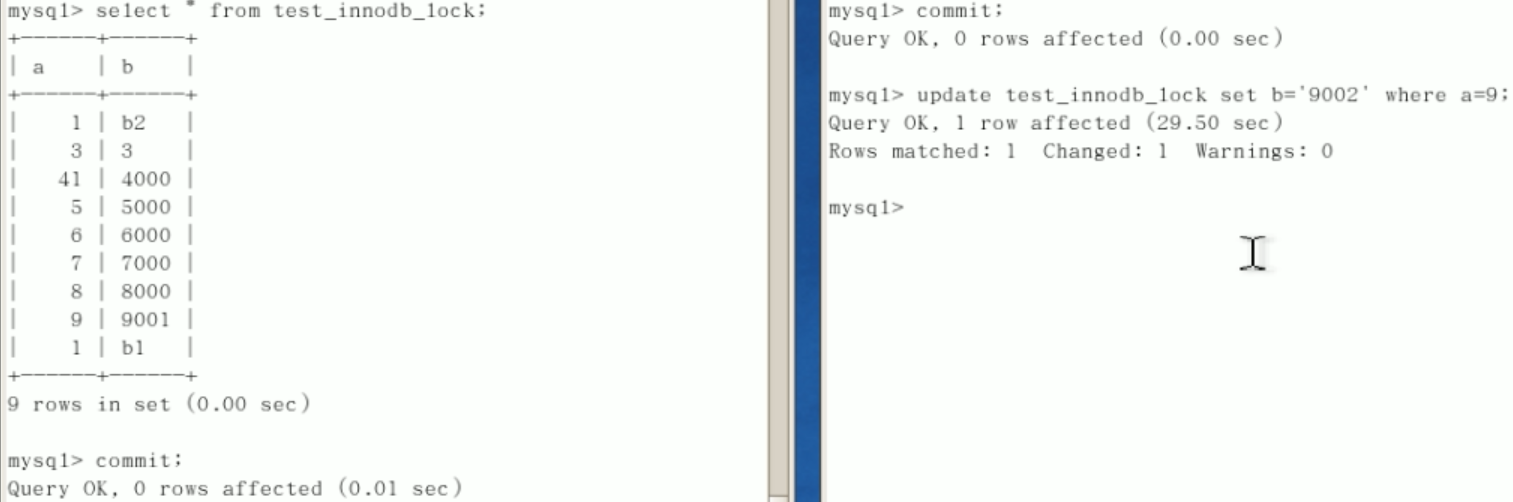 mysql> select * from test_innodb_lock;
+------+------+
| a    | b    |
+------+------+
|    1 | b2   |
|    3 | 3    |
|   41 | 4000 |
|    5 | 5000 |
|    6 | 6000 |
|    7 | 7000 |
|    8 | 8000 |
|    9 | 9001 |
|    1 | b1   |
+------+------+
9 rows in set (0.00 sec)
mysql> commit;
Query OK, 0 rows affected (0.01 sec)
mysql> commit;
Query OK, 0 rows affected (0.00 sec)
mysql> update test_innodb_lock set b='9002' where a=9;
Query OK, 1 row affected (29.50 sec)
Rows matched: 1  Changed: 1  Warnings: 0
mysql>